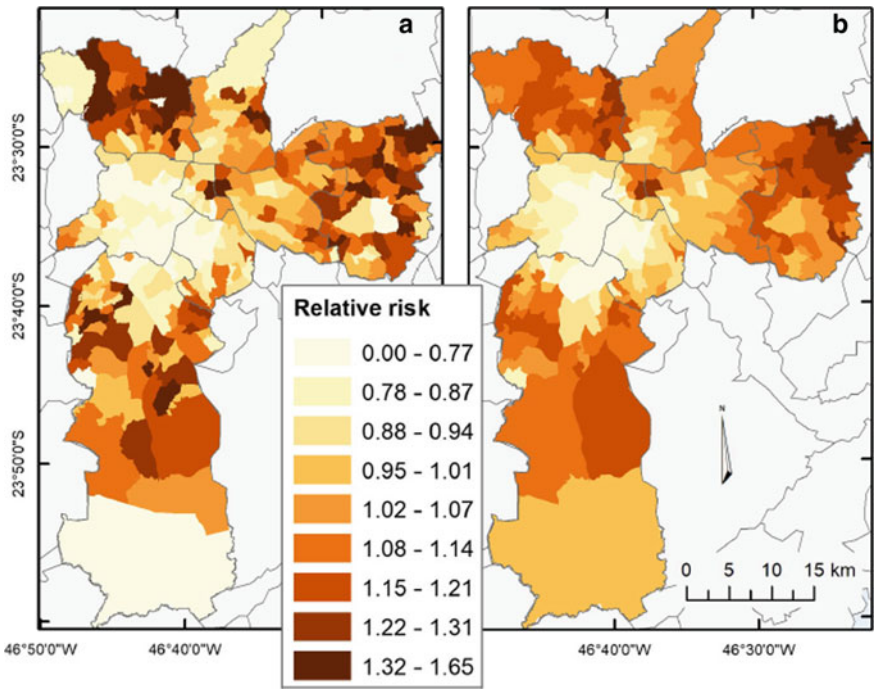 a
b
23°30'0"S
23°40'0"S
23°50'0"S
Relative risk
0.00 - 0.77
0.78 - 0.87
0.88 - 0.94
0.95 - 1.01
1.02 - 1.07
1.08 - 1.14
1.15 - 1.21
1.22 - 1.31
1.32 - 1.65
N
0 5 10 15 km
46°50'0"W 46°40'0"W 46°40'0"W 46°30'0"W